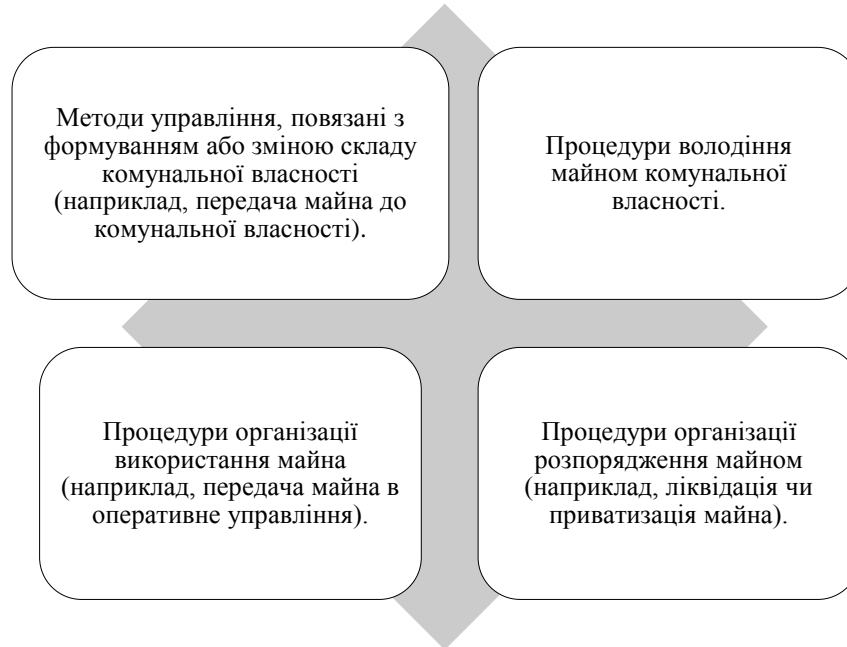 Методи управління, повязані з
формуванням або зміною складу
комунальної власності
(наприклад, передача майна до
комунальної власності).
Процедури володіння
майном комунальної
власності.
Процедури організації
використання майна
(наприклад, передача майна в
оперативне управління).
Процедури організації
розпорядження майном
(наприклад, ліквідація чи
приватизація майна).